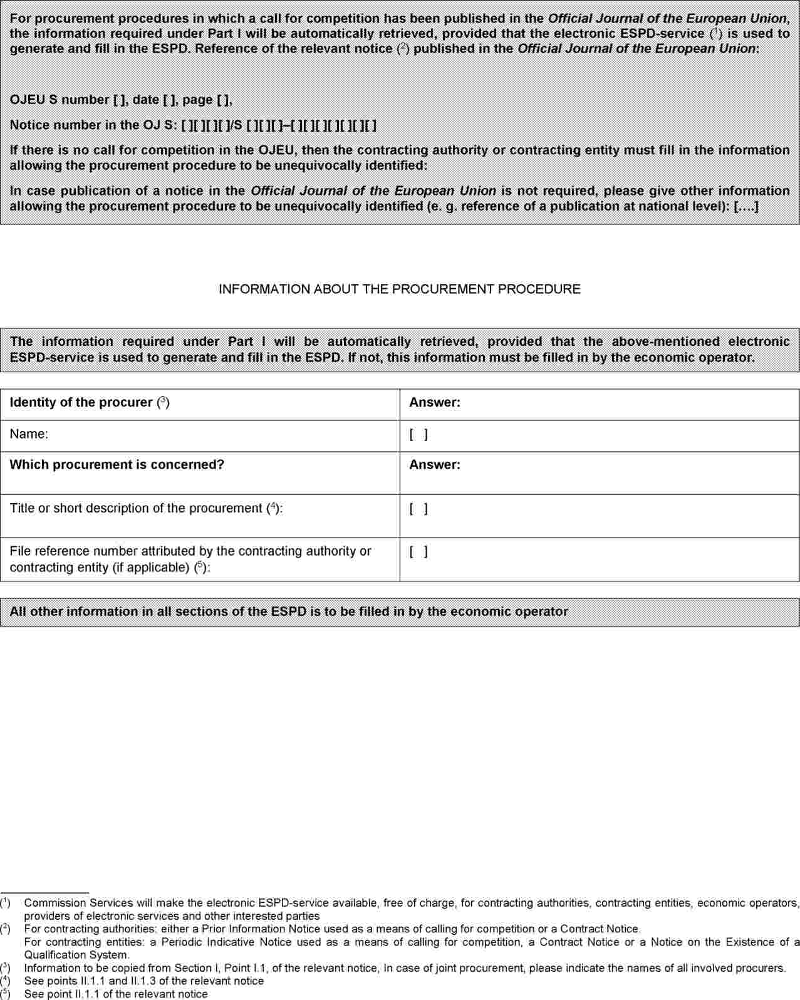 For procurement procedures in which a call for competition has been published in the Official Journal of the European Union,
the information required under Part I will be automatically retrieved, provided that the electronic ESPD-service (1) is used to
generate and fill in the ESPD. Reference of the relevant notice (2) published in the Official Journal of the European Union:
OJEU S number [ ], date [ ], page [ ],
Notice number in the OJ S: [ ][ ][ ][ ]/S [ ][ ][ ]–[ ][ ][ ][ ][ ][ ][ ]
If there is no call for competition in the OJEU, then the contracting authority or contracting entity must fill in the information
allowing the procurement procedure to be unequivocally identified:
In case publication of a notice in the Official Journal of the European Union is not required, please give other information
allowing the procurement procedure to be unequivocally identified (e. g. reference of a publication at national level): [....]
INFORMATION ABOUT THE PROCUREMENT PROCEDURE
The information required under Part I will be automatically retrieved, provided that the above-mentioned electronic
ESPD-service is used to generate and fill in the ESPD. If not, this information must be filled in by the economic operator.
Identity of the procurer (3) Answer:
Name: [ ]
Which procurement is concerned? Answer:
Title or short description of the procurement (4): [ ]
File reference number attributed by the contracting authority or [ ]
contracting entity (if applicable) (5):
All other information in all sections of the ESPD is to be filled in by the economic operator
(1) Commission Services will make the electronic ESPD-service available, free of charge, for contracting authorities, contracting entities, economic operators,
providers of electronic services and other interested parties
(2) For contracting authorities: either a Prior Information Notice used as a means of calling for competition or a Contract Notice.
For contracting entities: a Periodic Indicative Notice used as a means of calling for competition, a Contract Notice or a Notice on the Existence of a
Qualification System.
(3) Information to be copied from Section I, Point I.1, of the relevant notice, In case of joint procurement, please indicate the names of all involved procurers.
(4) See points II.1.1 and II.1.3 of the relevant notice
(5) See point II.1.1 of the relevant notice